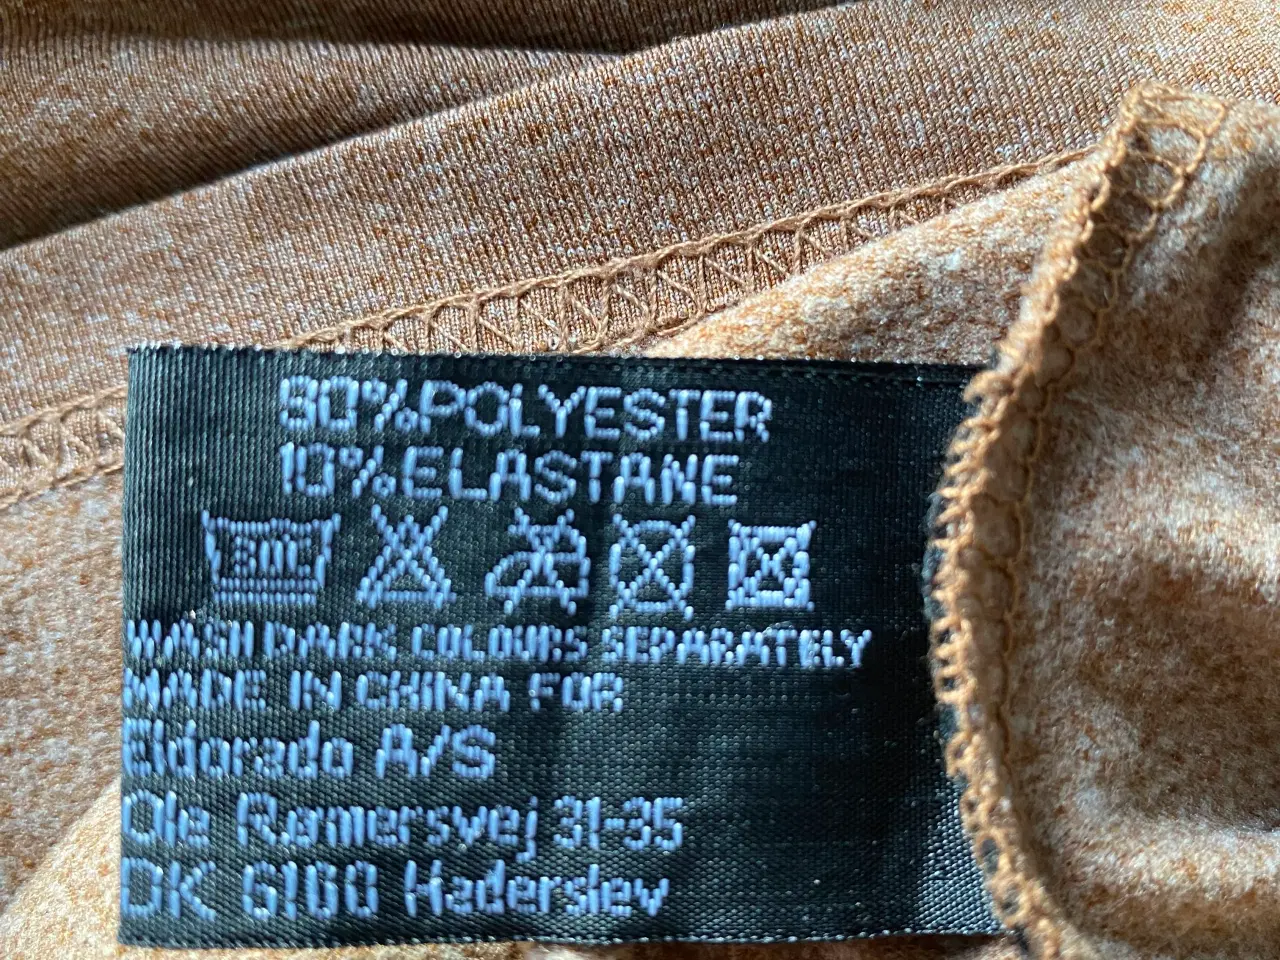 90%POLYESTER
10%ELASTANE
30
WASH DARK COLOURS SEPARATELY
MADE IN CHINA FOR
Eldorado A/S
Ole Rømersvej 31-35
DK 6100 Haderslev